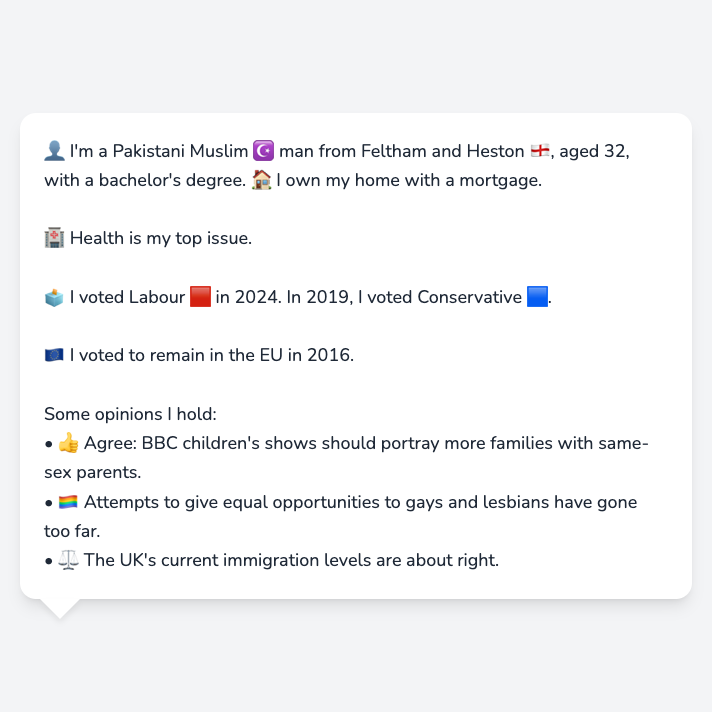 👤 I'm a Pakistani Muslim ☪️ man from Feltham and Heston 🏴󠁧󠁢󠁥󠁮󠁧󠁿, aged 32,
with a bachelor's degree. 🏠 I own my home with a mortgage.
🏥 Health is my top issue.
🗳️ I voted Labour 🟥 in 2024. In 2019, I voted Conservative 🟦.
🇪🇺 I voted to remain in the EU in 2016.
Some opinions I hold:
• 👍 Agree: BBC children's shows should portray more families with same-
sex parents.
• 🏳️‍🌈 Attempts to give equal opportunities to gays and lesbians have gone
too far.
• ⚖️ The UK's current immigration levels are about right.